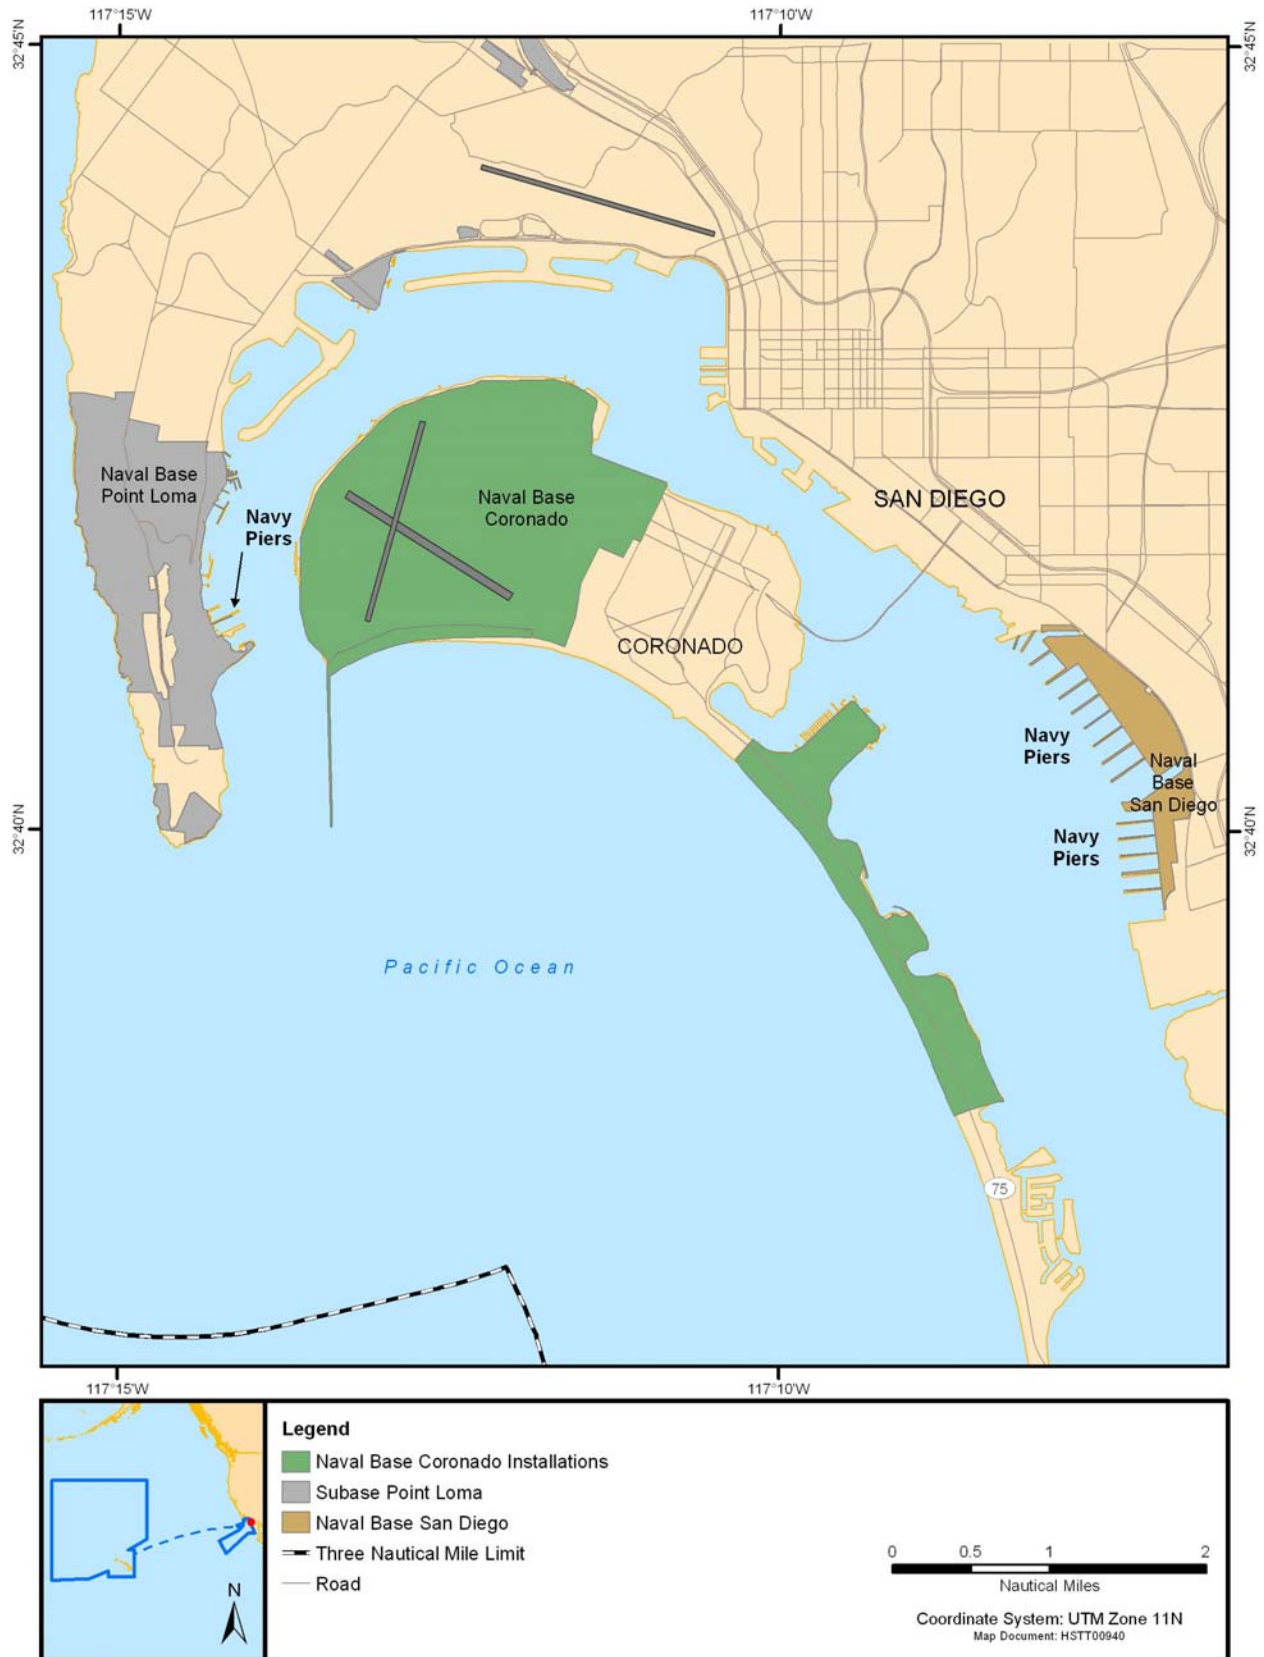 117°15'W
117°10'W
32°45'N
32°45'N
Naval Base
Point Loma
Navy
Piers
Naval Base
Coronado
SAN DIEGO
CORONADO
Navy
Piers
Naval
Base
San Diego
Navy
Piers
32°40'N
32°40'N
Pacific Ocean
75
117°15'W
117°10'W
Legend
Naval Base Coronado Installations
Subase Point Loma
Naval Base San Diego
Three Nautical Mile Limit
Road
N
0 0.5 1 2
Nautical Miles
Coordinate System: UTM Zone 11N
Map Document: HSTT00940